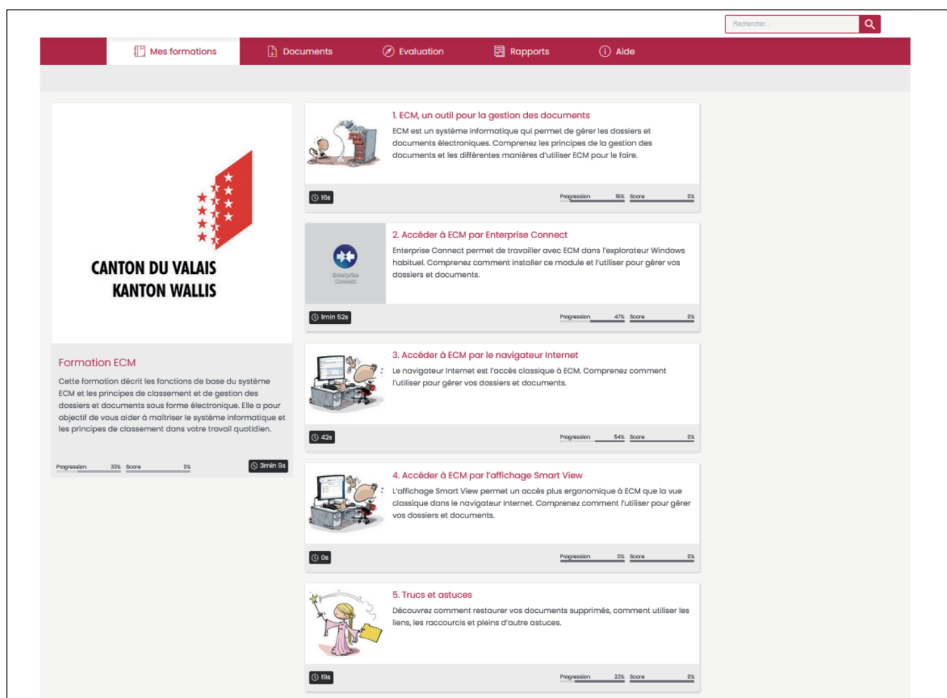 Rechercher...
Mes formations
Documents
Evaluation
Rapports
Aide
CANTON DU VALAIS
KANTON WALLIS
Formation ECM
Cette formation décrit les fonctions de base du système
ECM et les principes de classement et de gestion des
dossiers et documents sous forme électronique. Elle a pour
objectif de vous aider à maîtriser le système informatique et
les principes de classement dans votre travail quotidien.
Progression 33% Score 0%
3min 9s
1. ECM, un outil pour la gestion des documents
ECM est un système informatique qui permet de gérer les dossiers et
documents électroniques. Comprenez les principes de la gestion des
documents et les différentes manières d'utiliser ECM pour le faire.
16s
Progression 16% Score 0%
Enterprise
Connect
2. Accéder à ECM par Enterprise Connect
Enterprise Connect permet de travailler avec ECM dans l'explorateur Windows
habituel. Comprenez comment installer ce module et l'utiliser pour gérer vos
dossiers et documents.
1min 52s
Progression 47% Score 0%
3. Accéder à ECM par le navigateur Internet
Le navigateur Internet est l'accès classique à ECM. Comprenez comment
l'utiliser pour gérer vos dossiers et documents.
42s
Progression 54% Score 0%
4. Accéder à ECM par l'affichage Smart View
L'affichage Smart View permet un accès plus ergonomique à ECM que la vue
classique dans le navigateur Internet. Comprenez comment l'utiliser pour gérer
vos dossiers et documents.
0s
Progression 0% Score 0%
5. Trucs et astuces
Découvrez comment restaurer vos documents supprimés, comment utiliser les
liens, les raccourcis et pleins d'autre astuces.
19s
Progression 23% Score 0%